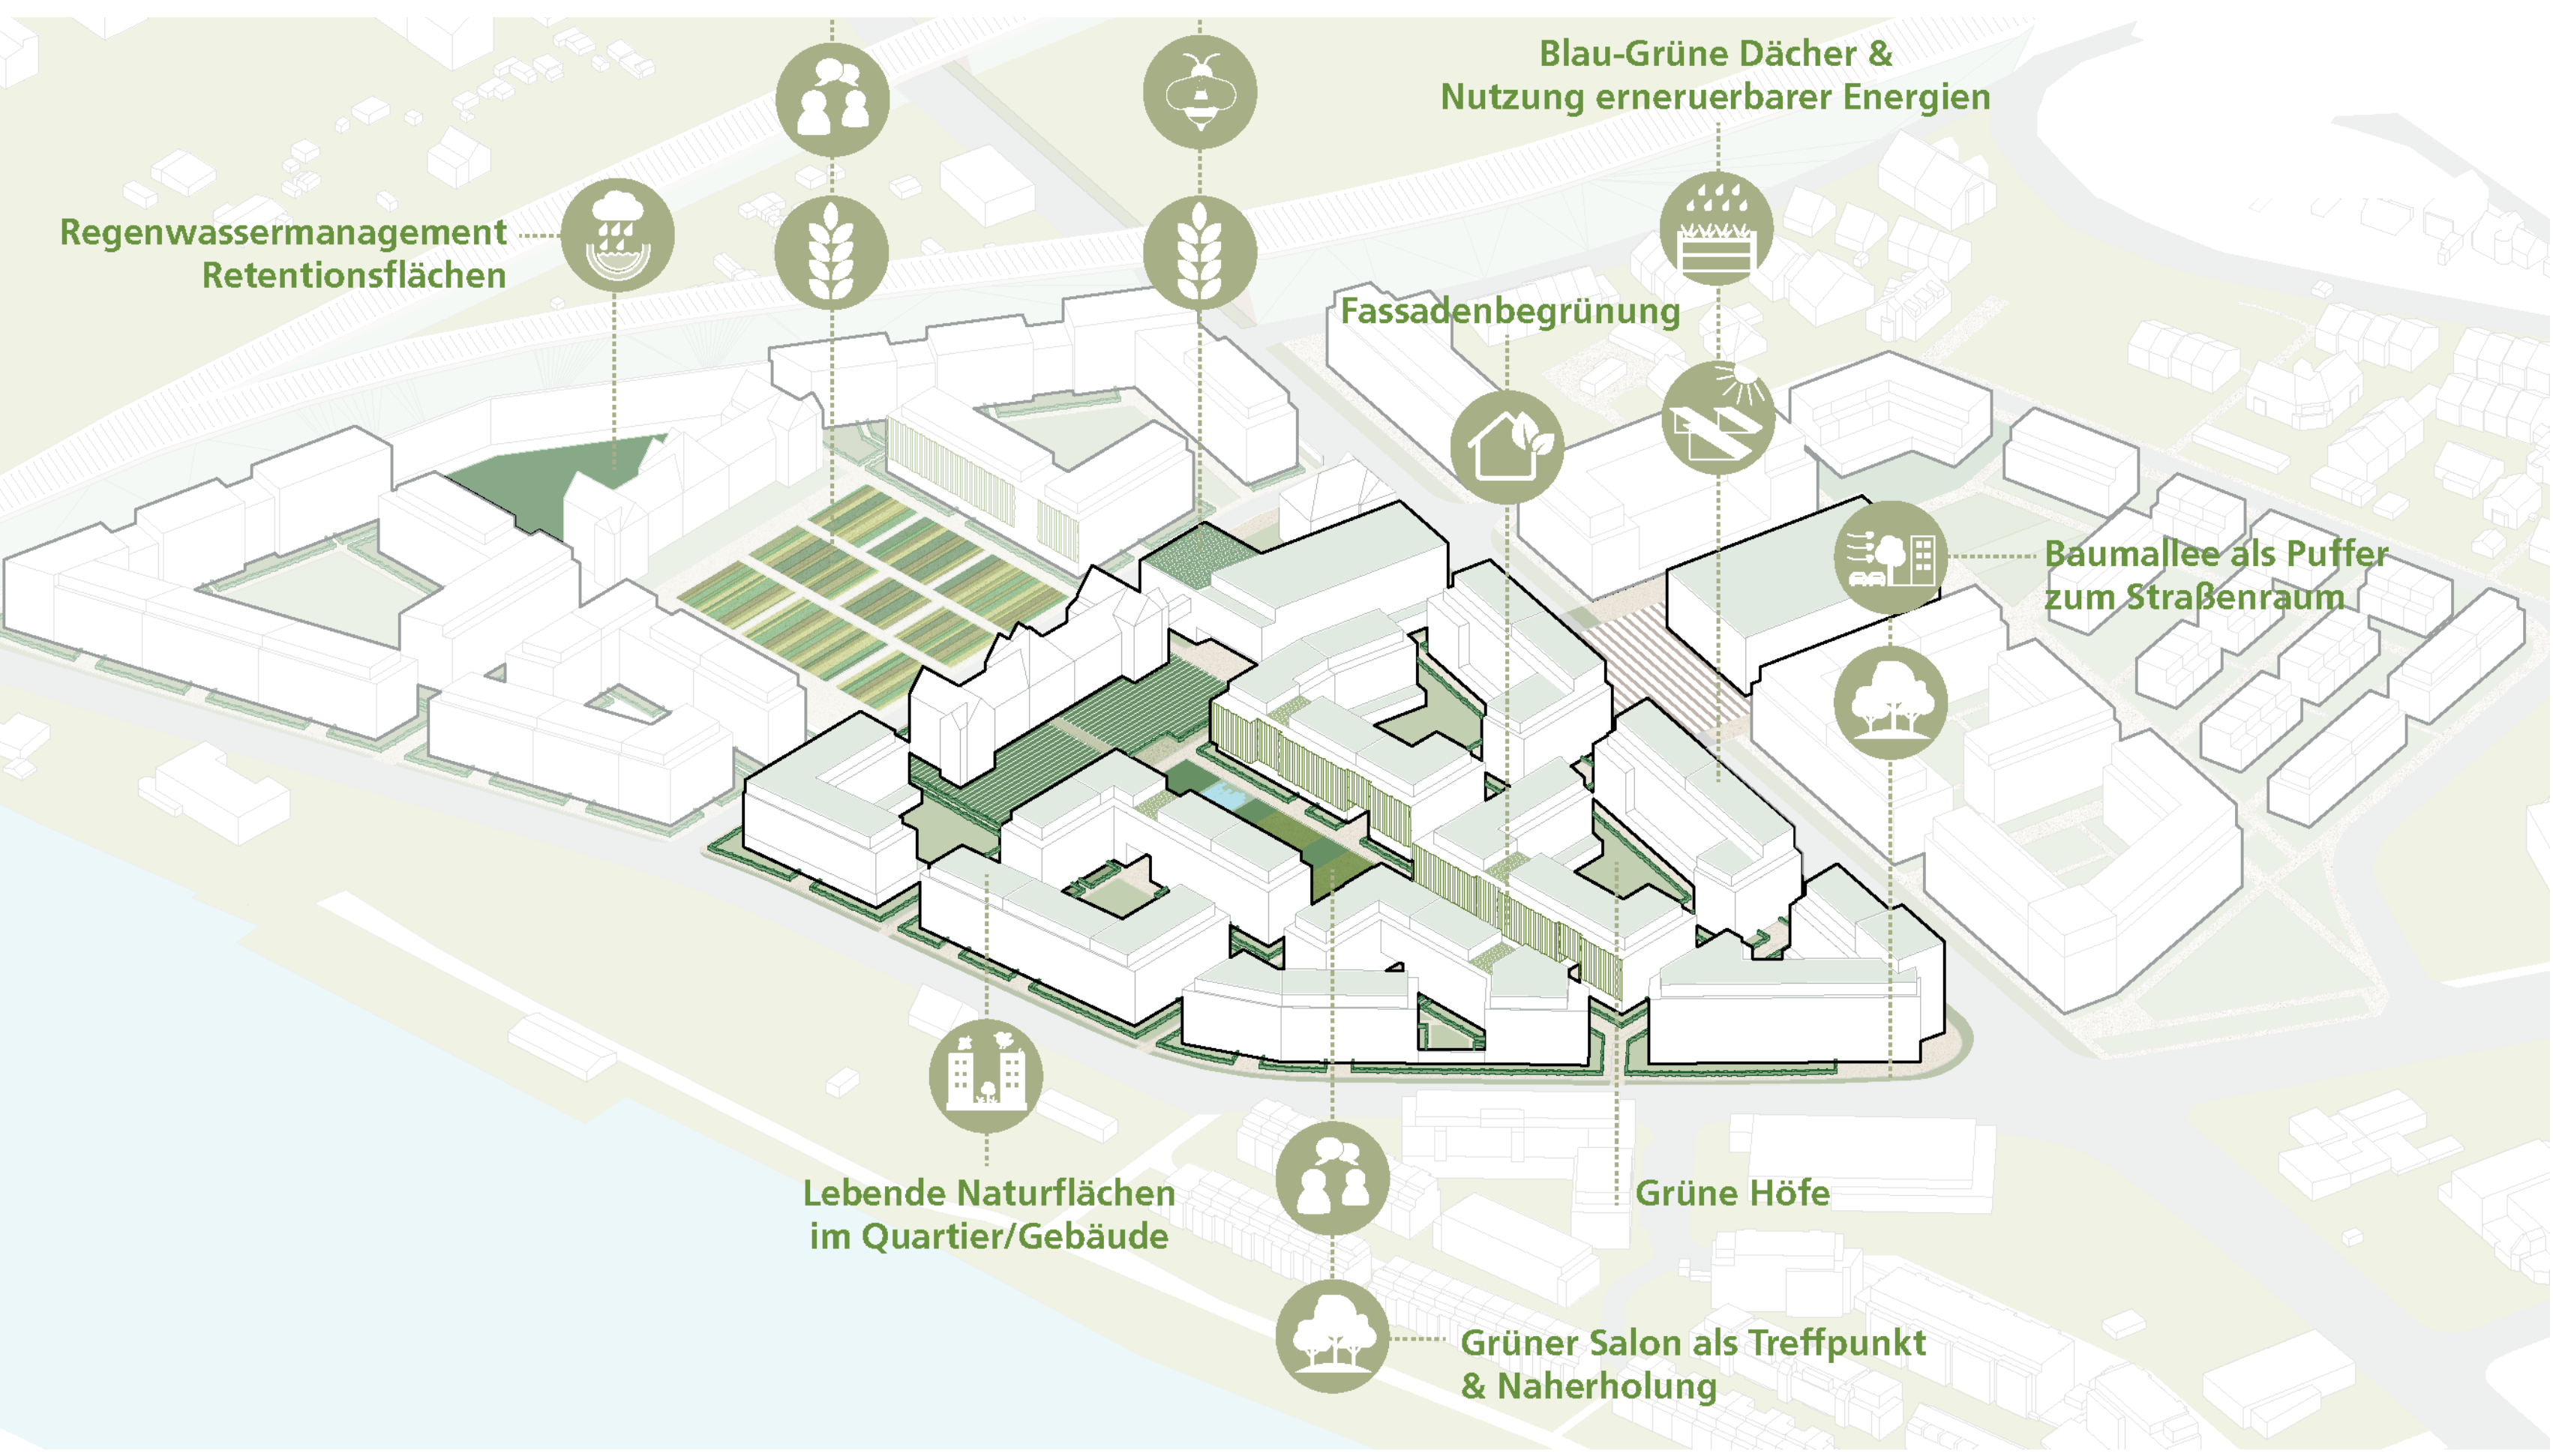 Blau-Grüne Dächer &
Nutzung erneruerbarer Energien
Regenwassermanagement
Retentionsflächen
Fassadenbegrünung
Baumallee als Puffer
zum Straßenraum
Lebende Naturflächen
im Quartier/Gebäude
Grüne Höfe
Grüner Salon als Treffpunkt
& Naherholung